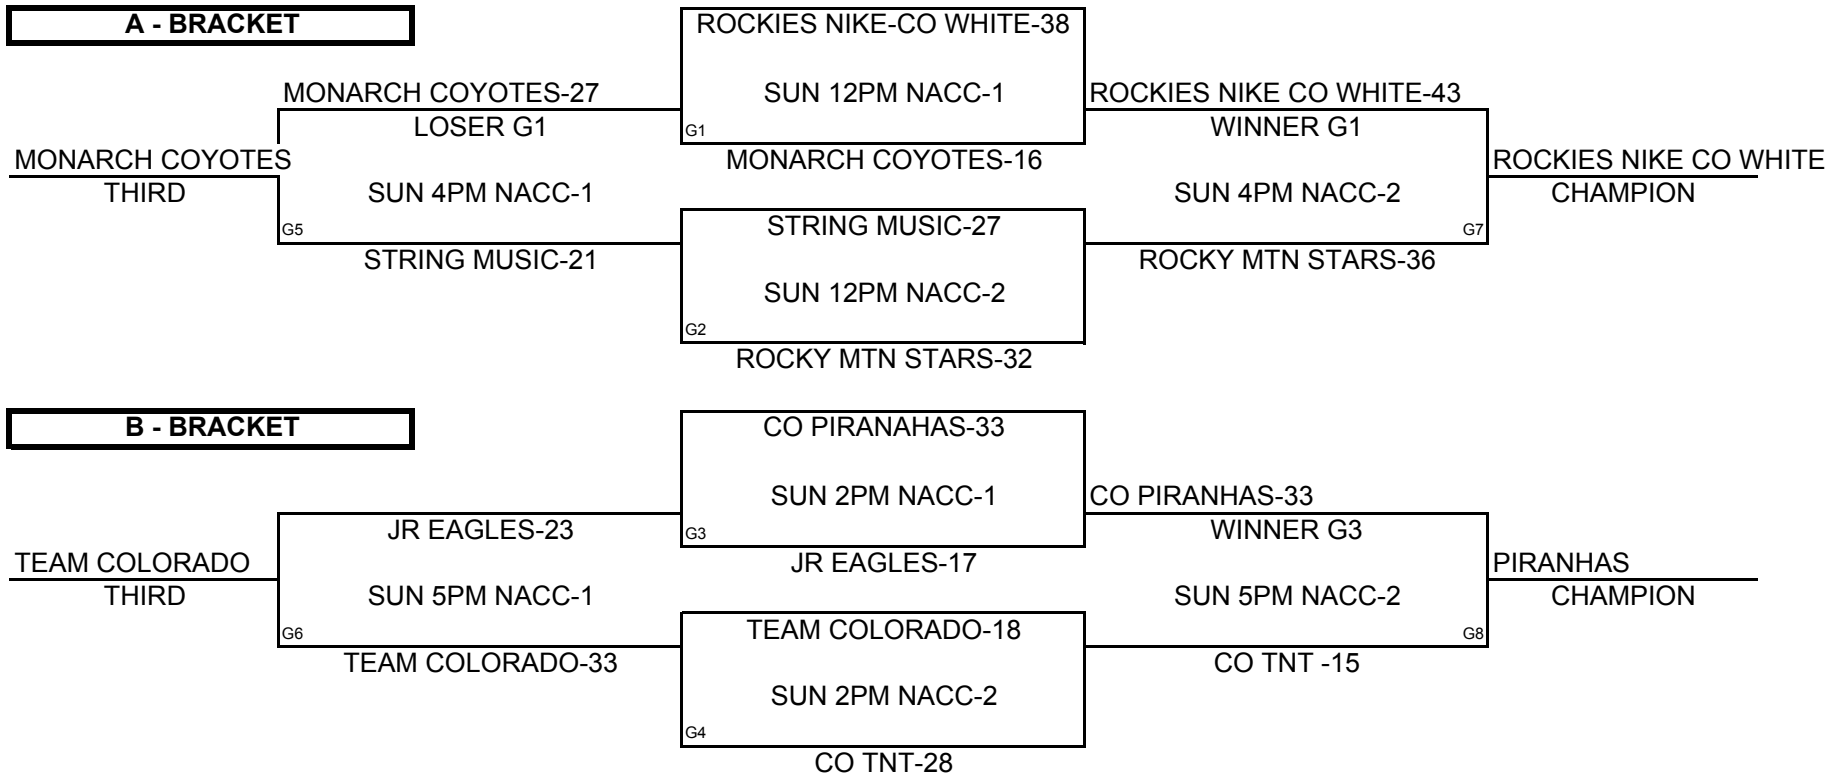 A - BRACKET
ROCKIES NIKE-CO WHITE-38
MONARCH COYOTES-27
SUN 12PM NACC-1
ROCKIES NIKE CO WHITE-43
LOSER G1
G1
WINNER G1
MONARCH COYOTES
MONARCH COYOTES-16
ROCKIES NIKE CO WHITE
THIRD
SUN 4PM NACC-1
SUN 4PM NACC-2
CHAMPION
G5
STRING MUSIC-27
G7
STRING MUSIC-21
ROCKY MTN STARS-36
SUN 12PM NACC-2
G2
ROCKY MTN STARS-32
B - BRACKET
CO PIRANAHAS-33
SUN 2PM NACC-1
CO PIRANHAS-33
JR EAGLES-23
G3
WINNER G3
TEAM COLORADO
JR EAGLES-17
PIRANHAS
THIRD
SUN 5PM NACC-1
SUN 5PM NACC-2
CHAMPION
G6
TEAM COLORADO-18
G8
TEAM COLORADO-33
CO TNT -15
SUN 2PM NACC-2
G4
CO TNT-28